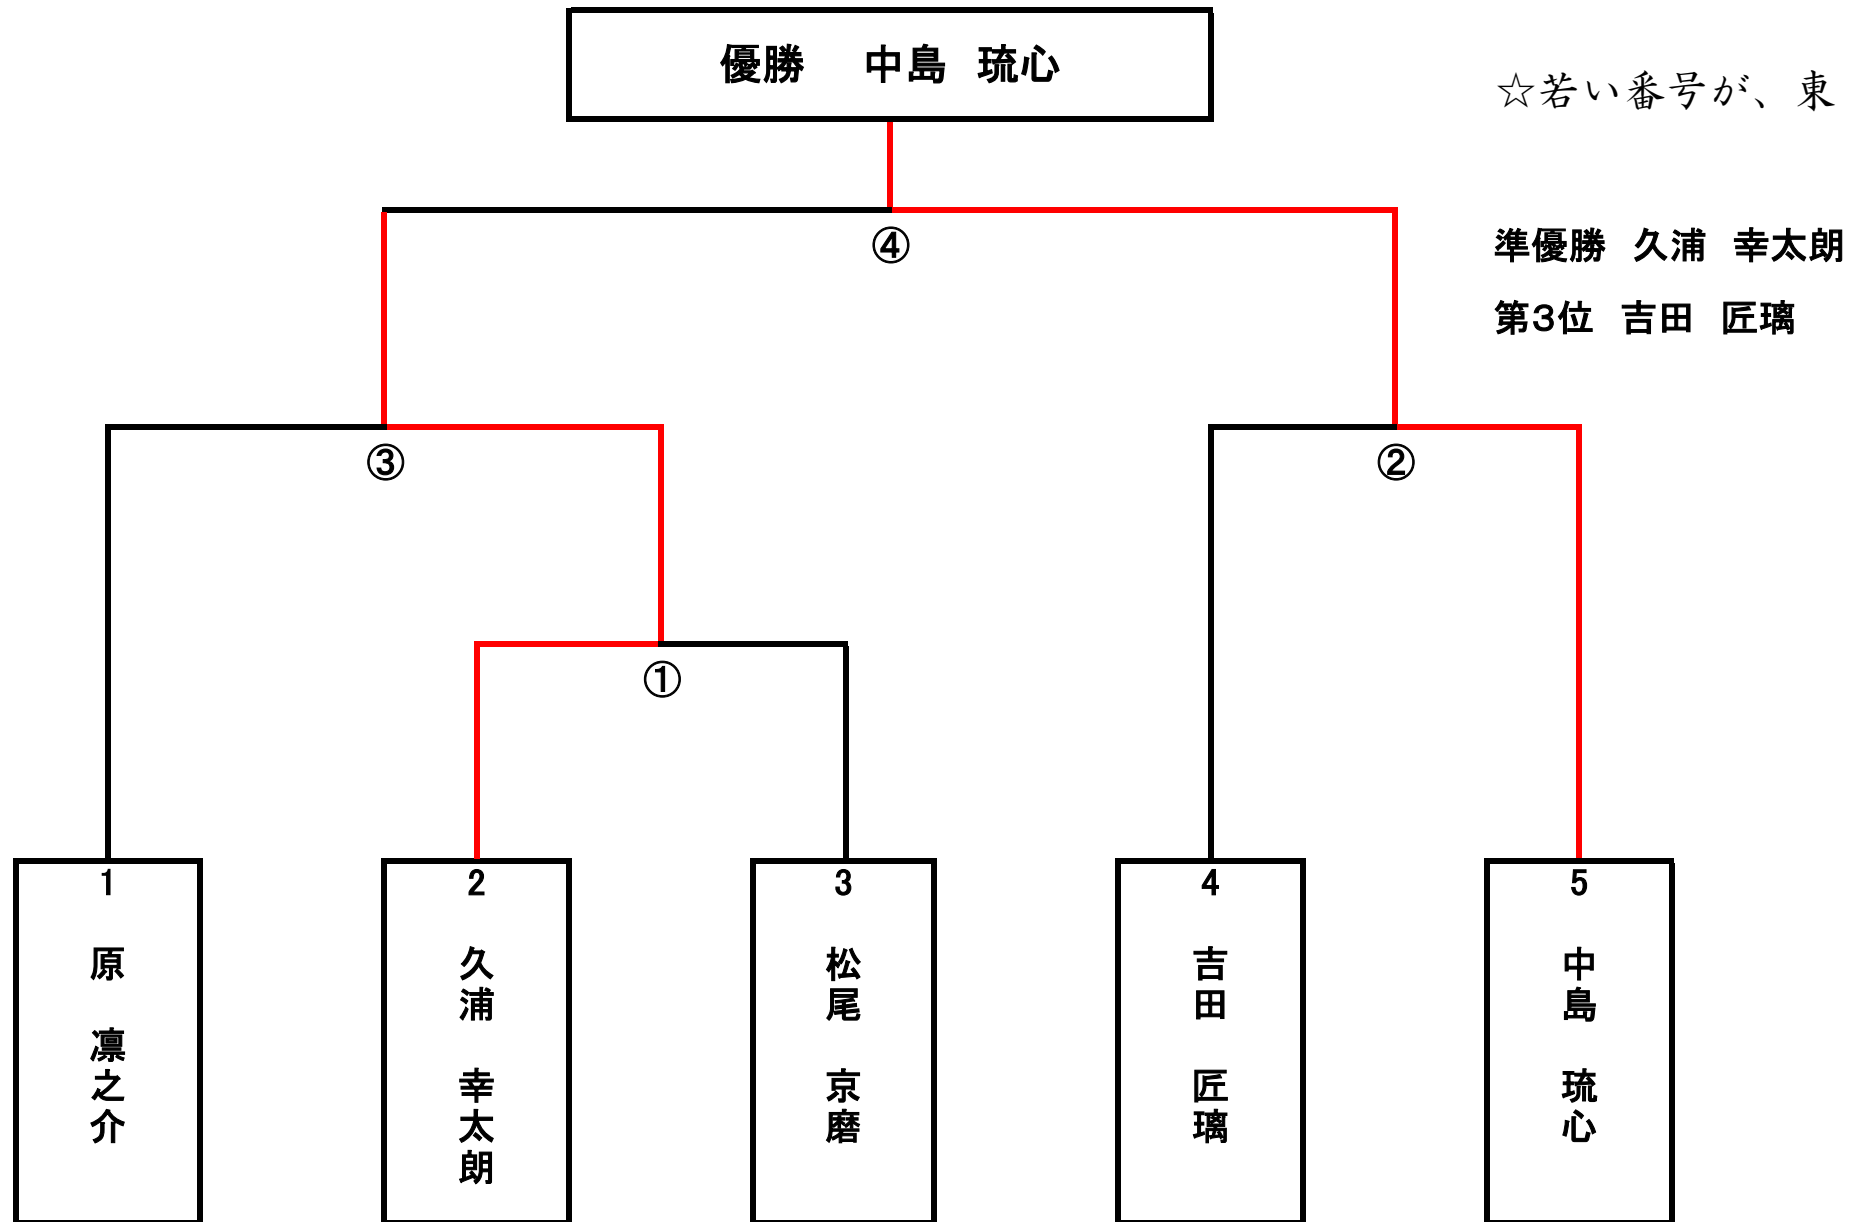 優勝　中島　琉心
☆若い番号が、東
④
準優勝　久浦　幸太朗
第3位　吉田　匠璃
③
②
①
1
原　凛之介
2
久浦　幸太朗
3
松尾　京磨
4
吉田　匠璃
5
中島　琉心